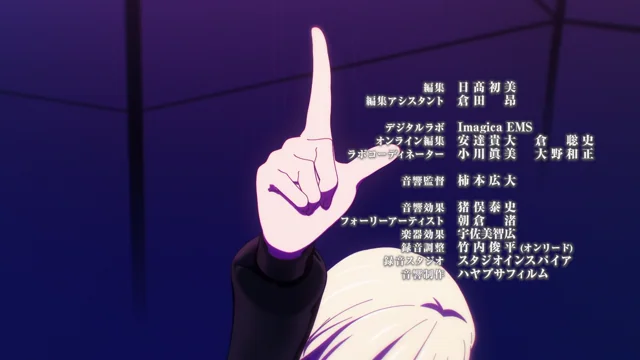 編集 日髙初美
編集アシスタント 倉田 昂
デジタルラボ Imagica EMS
オンライン編集 安達貴大 倉 聡史
ラボコーディネーター 小川眞美 大野和正
音響監督 柿本広大
音響効果 猪俣泰史
フォーリーアーティスト 朝倉 渚
楽器効果 宇佐美智広
録音調整 竹内俊平(オンリード)
録音スタジオ スタジオインスパイア
音響制作 ハヤブサフィルム